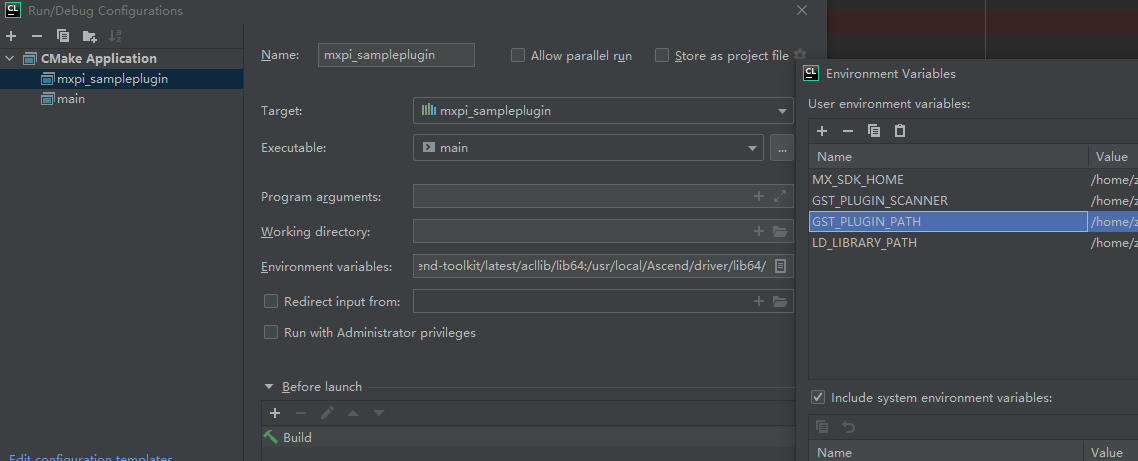 CL Run/Debug Configurations
CMake Application
mxpi_sampleplugin
main
Name: mxpi_sampleplugin Allow parallel run Store as project file
Target: mxpi_sampleplugin
Executable: main ...
Program arguments:
Working directory:
Environment variables: end-toolkit/latest/acllib/lib64:/usr/local/Ascend/driver/lib64/
Redirect input from:
Run with Administrator privileges
Before launch
Build
Edit configuration templates
CL Environment Variables
User environment variables:
Name Value
MX_SDK_HOME /home/z
GST_PLUGIN_SCANNER /home/z
GST_PLUGIN_PATH /home/z
LD_LIBRARY_PATH /home/z
Include system environment variables:
Name Value